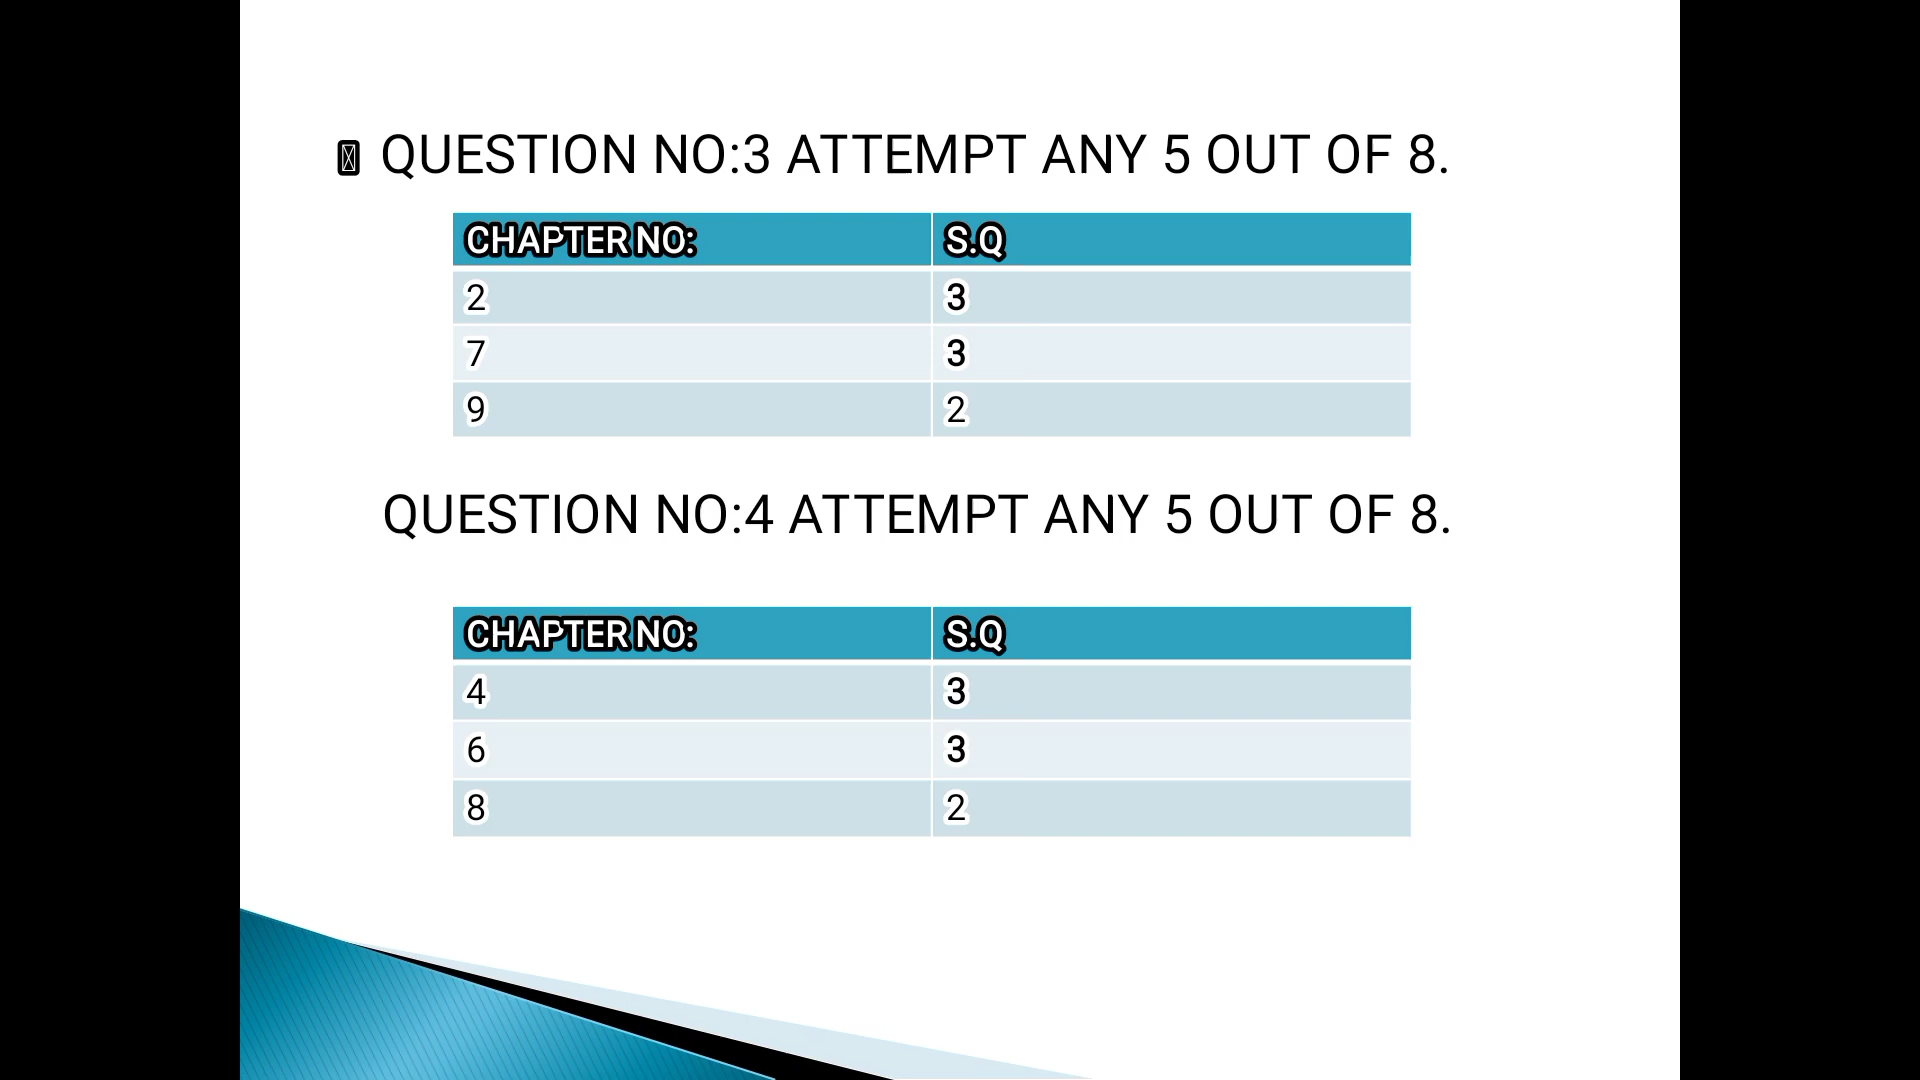 QUESTION NO:3 ATTEMPT ANY 5 OUT OF 8.
CHAPTER NO: S.Q
2 3
7 3
9 2
QUESTION NO:4 ATTEMPT ANY 5 OUT OF 8.
CHAPTER NO: S.Q
4 3
6 3
8 2